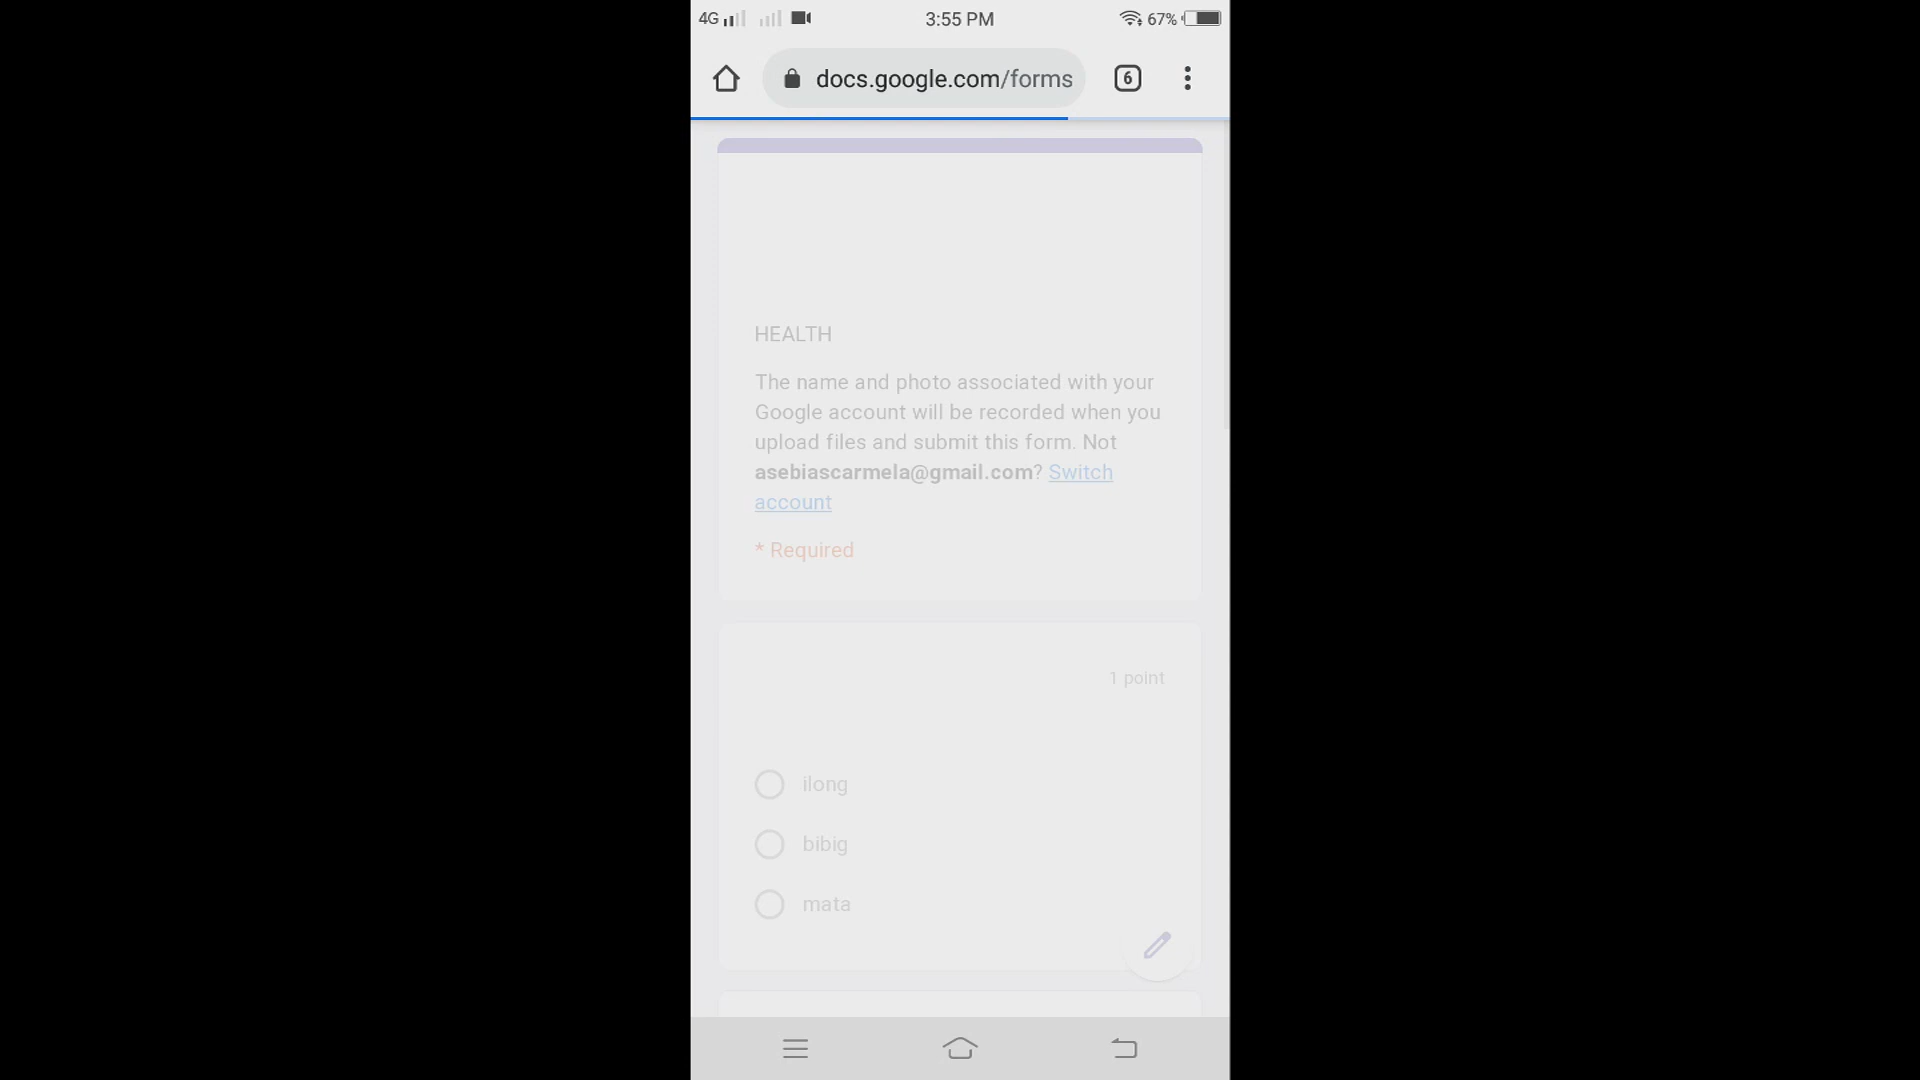 4G 3:55 PM 67%
docs.google.com/forms 6
HEALTH
The name and photo associated with your
Google account will be recorded when you
upload files and submit this form. Not
asebiascarmela@gmail.com? Switch
account
* Required
1 point
ilong
bibig
mata